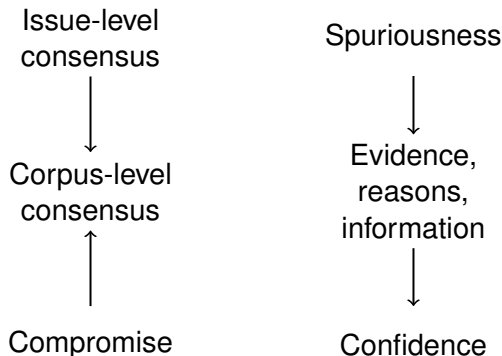 Issue-level
consensus
Corpus-level
consensus
Compromise
Spuriousness
Evidence,
reasons,
information
Confidence